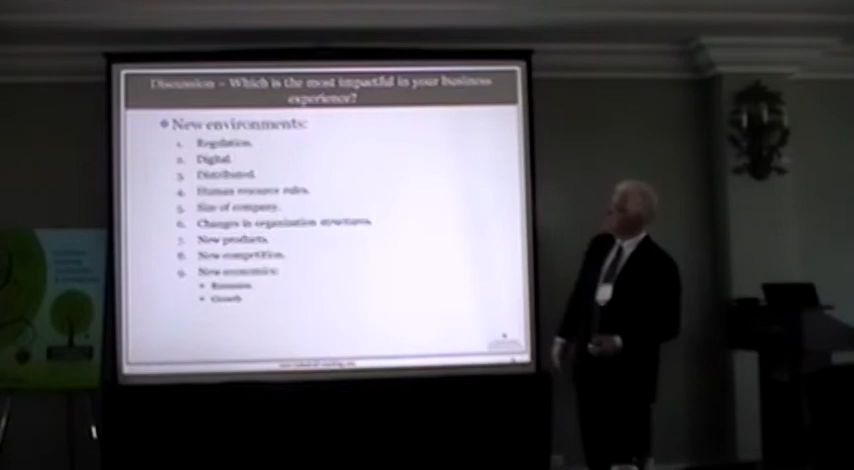 Discussion – Which is the most impactful in your business
experience?
❖ New environments:
1. Regulation.
2. Digital.
3. Distributed.
4. Human resource rules.
5. Size of company.
6. Changes in organization structures.
7. New products.
8. New competition.
9. New economics:
Recession
Growth